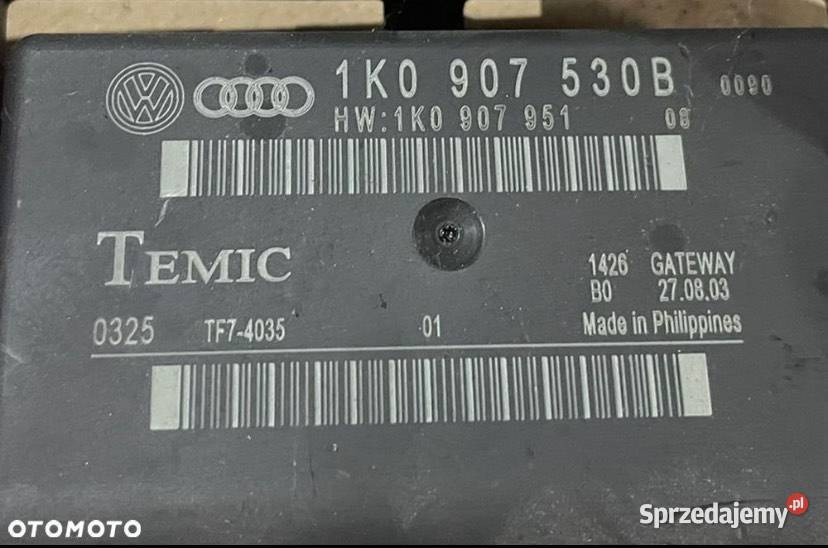 1K0 907 530B 0090
HW:1K0 907 951 08
TEMIC
1426 GATEWAY
B0 27.08.03
0325 TF7-4035 01 Made in Philippines
OTOMOTO
Sprzedajemy.pl